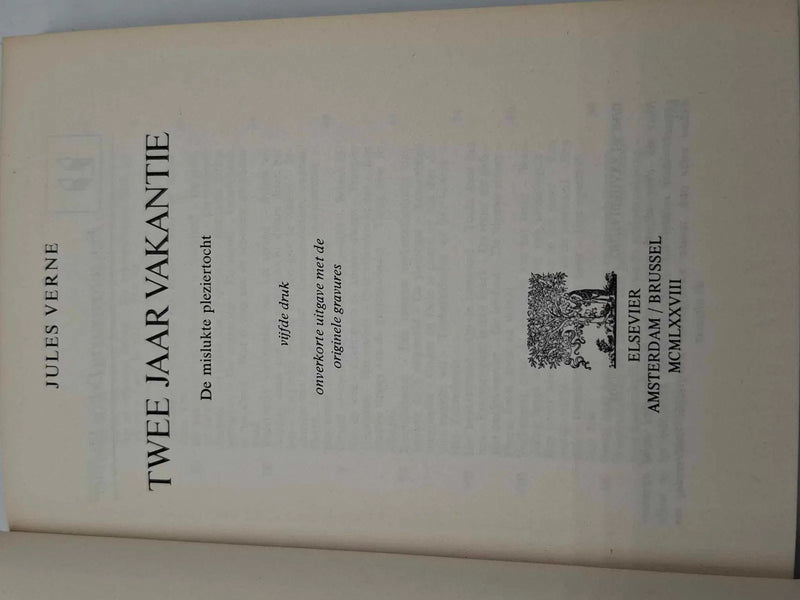 JULES VERNE
TWEE JAAR VAKANTIE
De mislukte pleziertocht
vijfde druk
onverkorte uitgave met de
originele gravures
ELSEVIER
AMSTERDAM / BRUSSEL
MCMLXXVIII